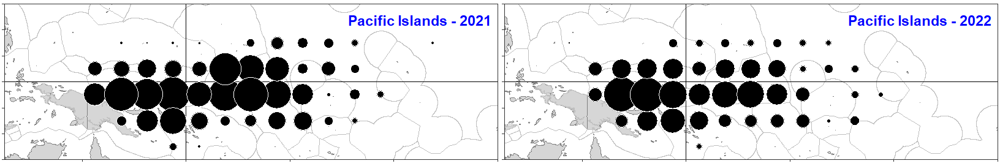 Pacific Islands - 2021
Pacific Islands - 2022